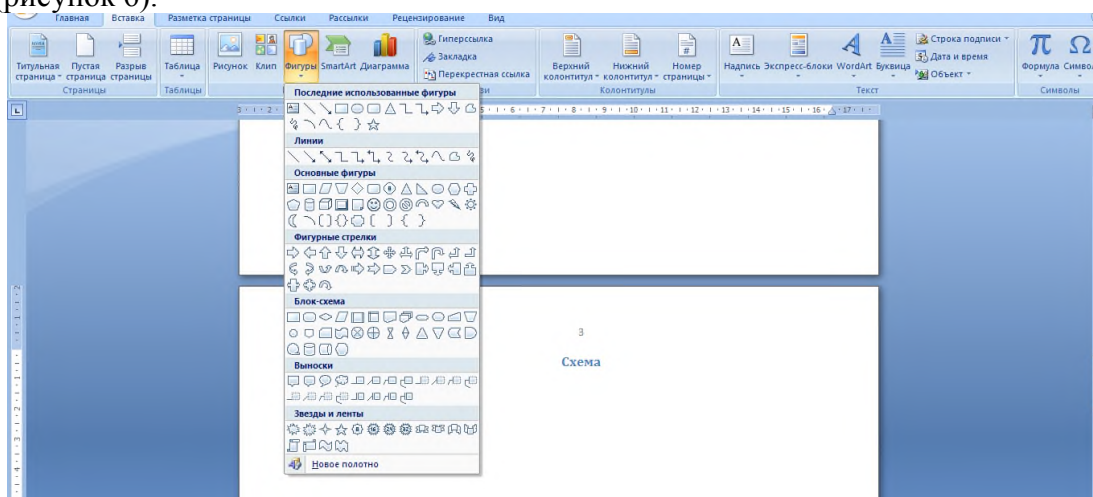 (рисунок 6).
Главная Вставка Разметка страницы Ссылки Рассылки Рецензирование Вид
Титульная страница Пустая страница Разрыв страницы Таблица Рисунок Клип Фигуры SmartArt Диаграмма
Гиперссылка
Закладка
Перекрестная ссылка
Верхний колонтитул Нижний колонтитул Номер страницы Надпись Экспресс-блоки WordArt Буквица
Строка подписи
Дата и время
Объект
Формула
Страницы Таблицы Колонтитулы Текст Символы
Последние использованные фигуры
Линии
Основные фигуры
Фигурные стрелки
Блок-схема
Выноски
Звезды и ленты
Новое полотно
3
Схема